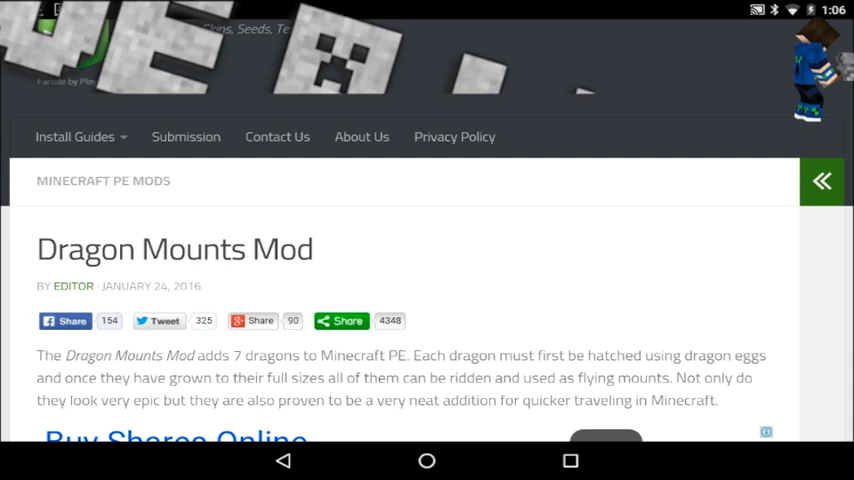 1:06
Skins, Seeds, Te
Fansite by Play
Install Guides Submission Contact Us About Us Privacy Policy
MINECRAFT PE MODS
Dragon Mounts Mod
BY EDITOR · JANUARY 24, 2016
Share 154 Tweet 325 Share 90 Share 4348
The Dragon Mounts Mod adds 7 dragons to Minecraft PE. Each dragon must first be hatched using dragon eggs
and once they have grown to their full sizes all of them can be ridden and used as flying mounts. Not only do
they look very epic but they are also proven to be a very neat addition for quicker traveling in Minecraft.
Buy Shares Online